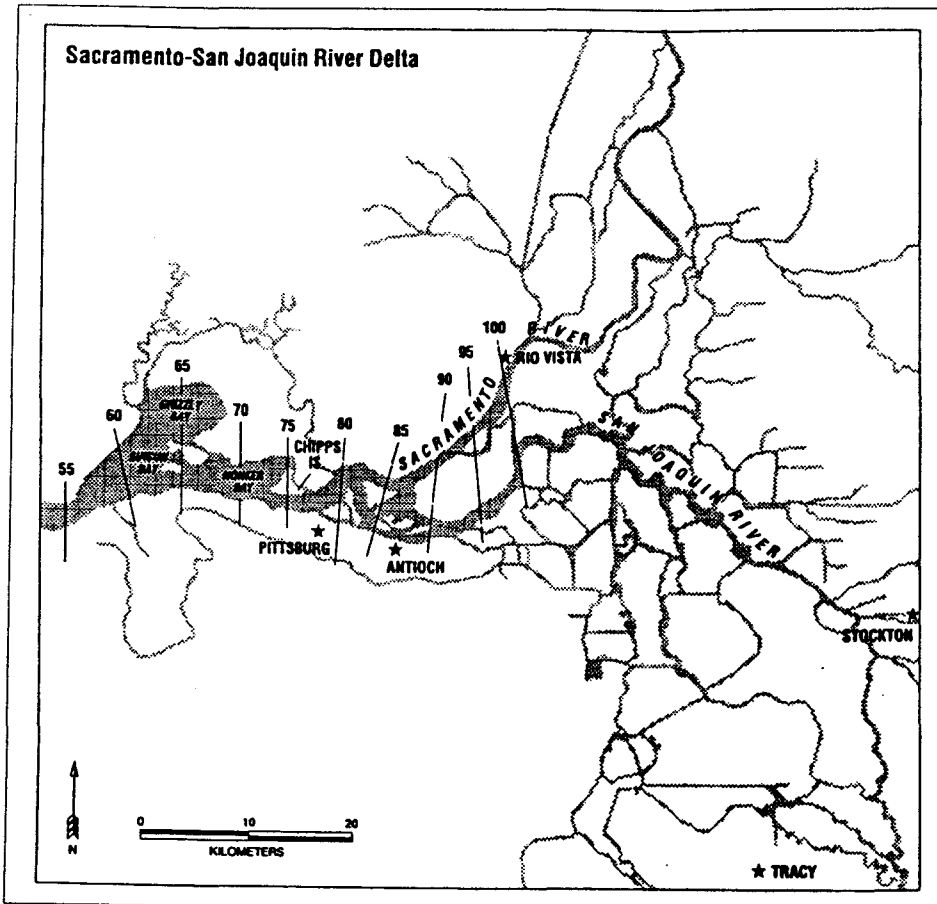 Sacramento-San Joaquin River Delta
100
RIVER
RIO VISTA
95
90
SACRAMENTO
65
GRIZZLY
BAY
60
70
75
CHIPPS
IS.
80
85
SAN
JOAQUIN RIVER
55
BAY
HONKER
BAY
PITTSBURG
ANTIOCH
STOCKTON
0
10
20
KILOMETERS
N
TRACY